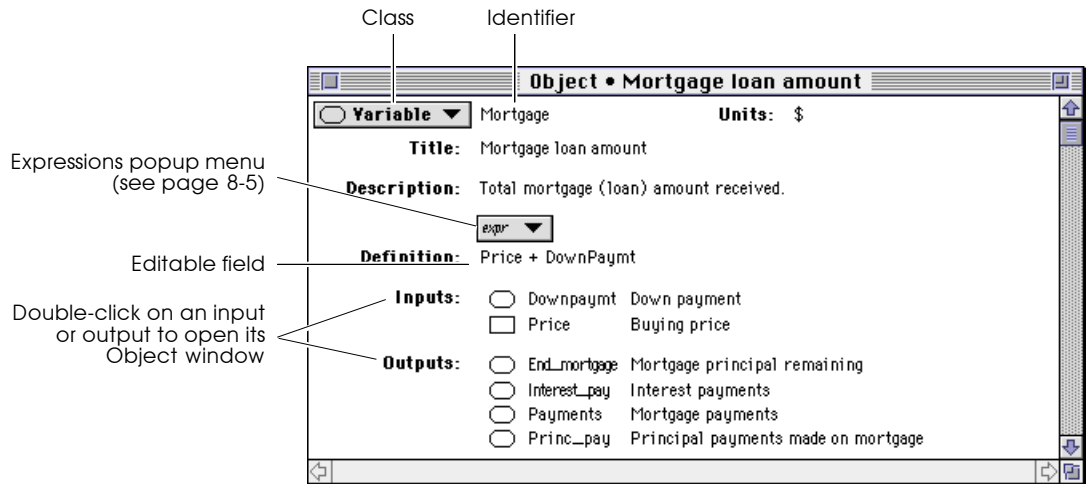 Class Identifier
Object • Mortgage loan amount
Variable Mortgage Units: $
Title: Mortgage loan amount
Expressions popup menu
(see page 8-5)
Description: Total mortgage (loan) amount received.
expr
Editable field
Definition: Price + DownPaymt
Double-click on an input
or output to open its
Object window
Inputs: Downpaymt Down payment
Price Buying price
Outputs: End_mortgage Mortgage principal remaining
Interest_pay Interest payments
Payments Mortgage payments
Princ_pay Principal payments made on mortgage